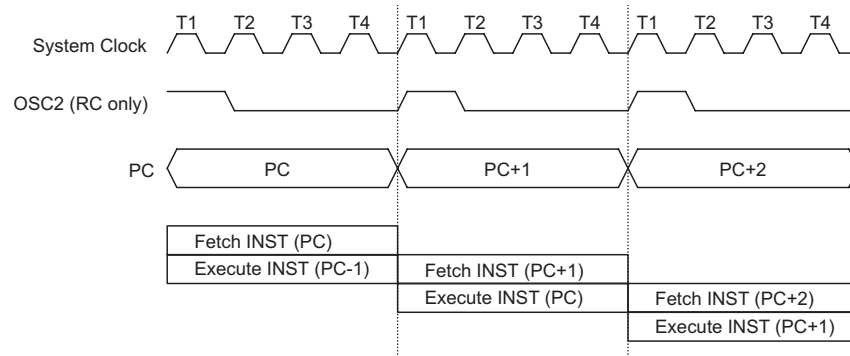 T1 T2 T3 T4 T1 T2 T3 T4 T1 T2 T3 T4
System Clock
OSC2 (RC only)
PC PC PC+1 PC+2
Fetch INST (PC)
Execute INST (PC-1) Fetch INST (PC+1)
Execute INST (PC) Fetch INST (PC+2)
Execute INST (PC+1)